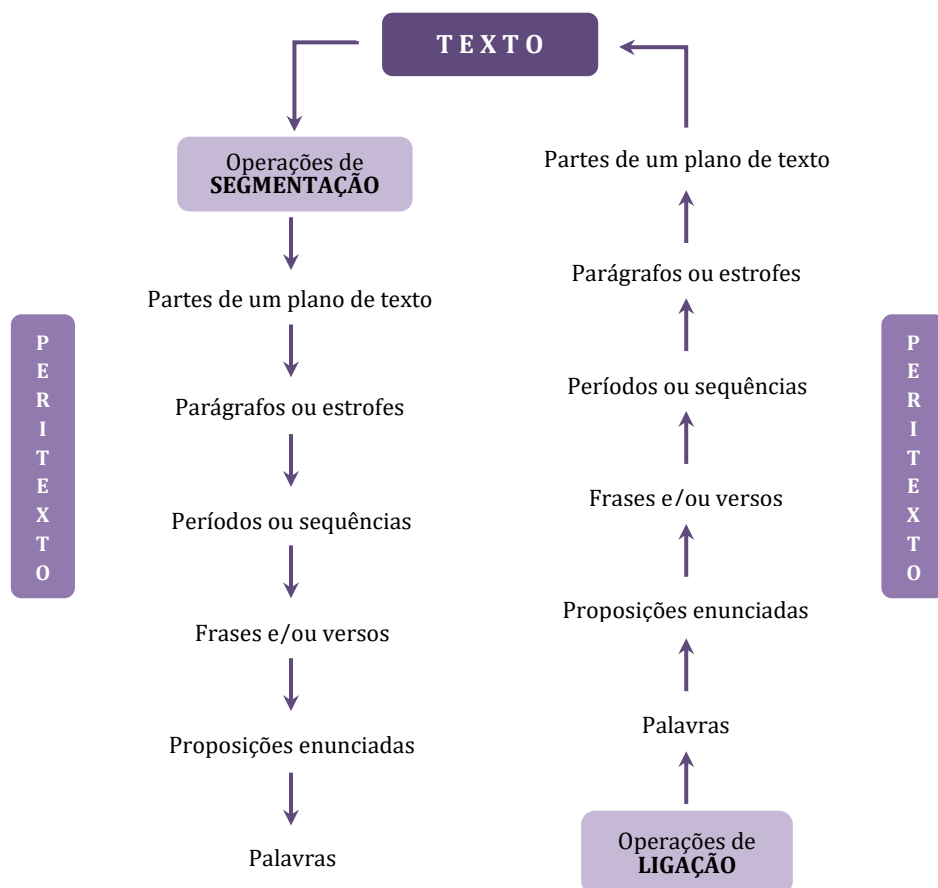 TEXTO
Operações de
SEGMENTAÇÃO
Partes de um plano de texto
Parágrafos ou estrofes
Períodos ou sequências
Frases e/ou versos
Proposições enunciadas
Palavras
Partes de um plano de texto
Parágrafos ou estrofes
Períodos ou sequências
Frases e/ou versos
Proposições enunciadas
Palavras
Operações de
LIGAÇÃO
PERITEXTO
PERITEXTO